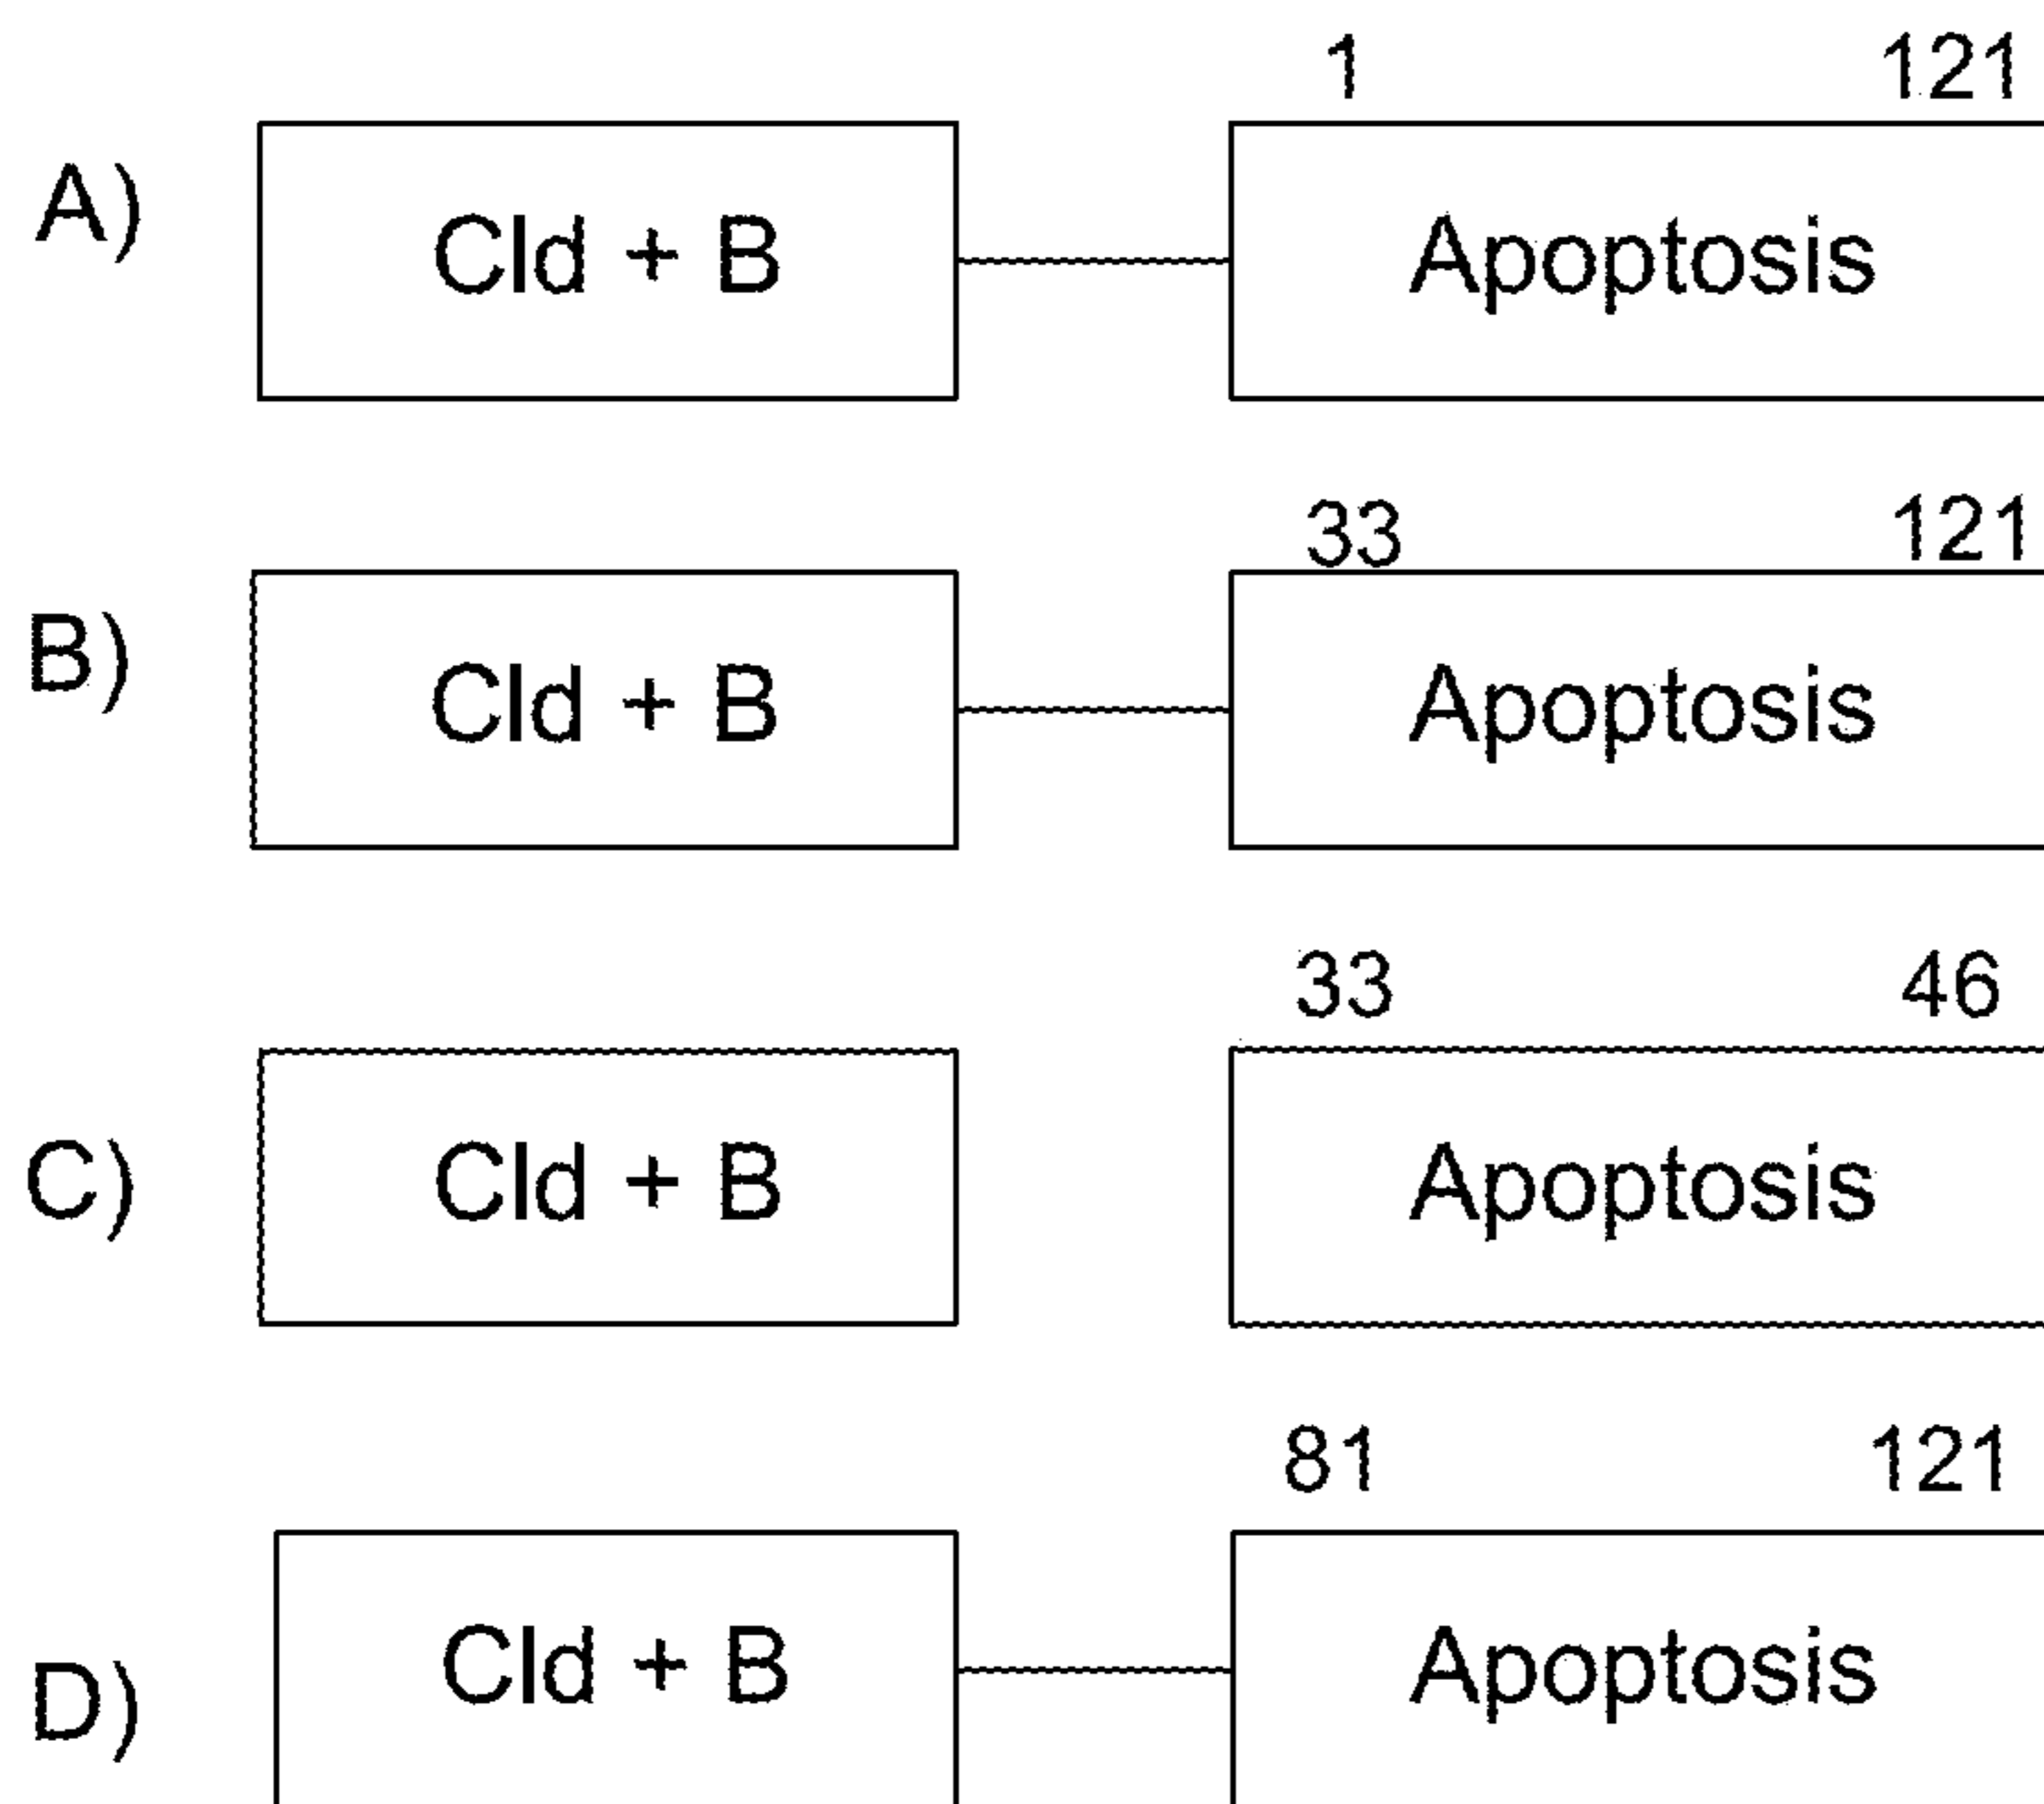 1 121
A) Cld + B Apoptosis
33 121
B) Cld + B Apoptosis
33 46
C) Cld + B Apoptosis
81 121
D) Cld + B Apoptosis